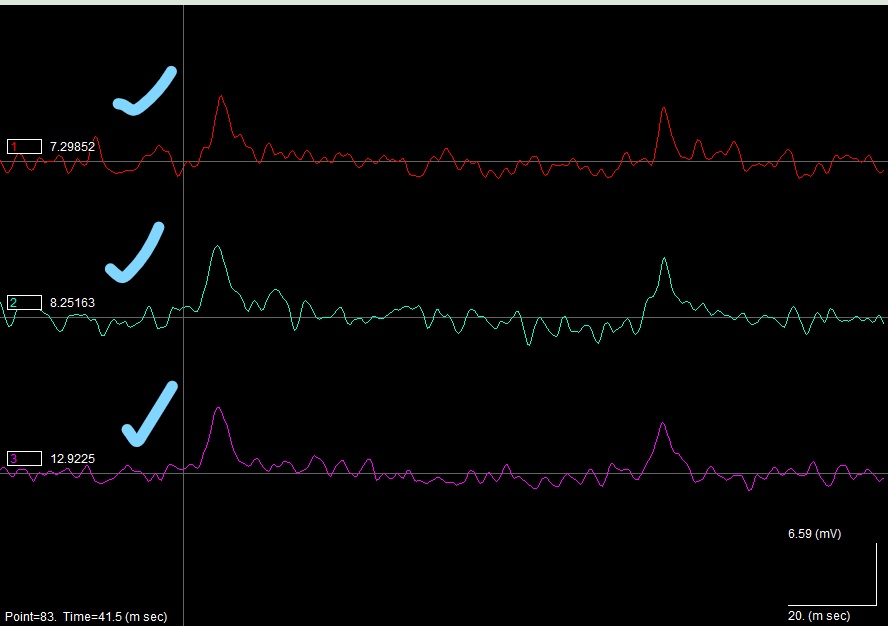 1 7.29852
2 8.25163
3 12.9225
6.59 (mV)
20. (m sec)
Point=83. Time=41.5 (m sec)